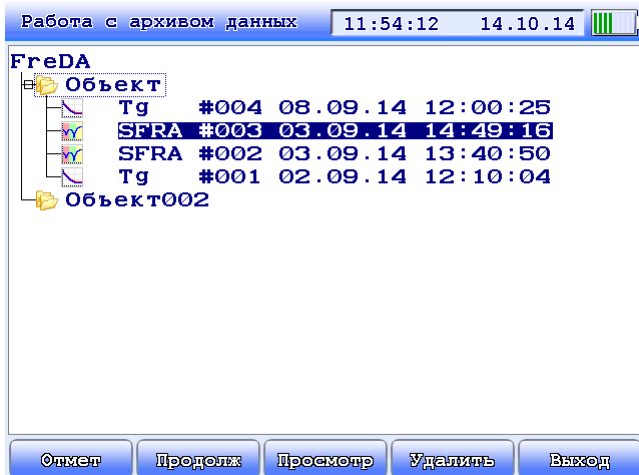 Работа с архивом данных 11:54:12 14.10.14
FreDA
Обьект
Tg #004 08.09.14 12:00:25
SFRA #003 03.09.14 14:49:16
SFRA #002 03.09.14 13:40:50
Tg #001 02.09.14 12:10:04
Обьект002
Отмет Продолж Просмотр Удалить Выход